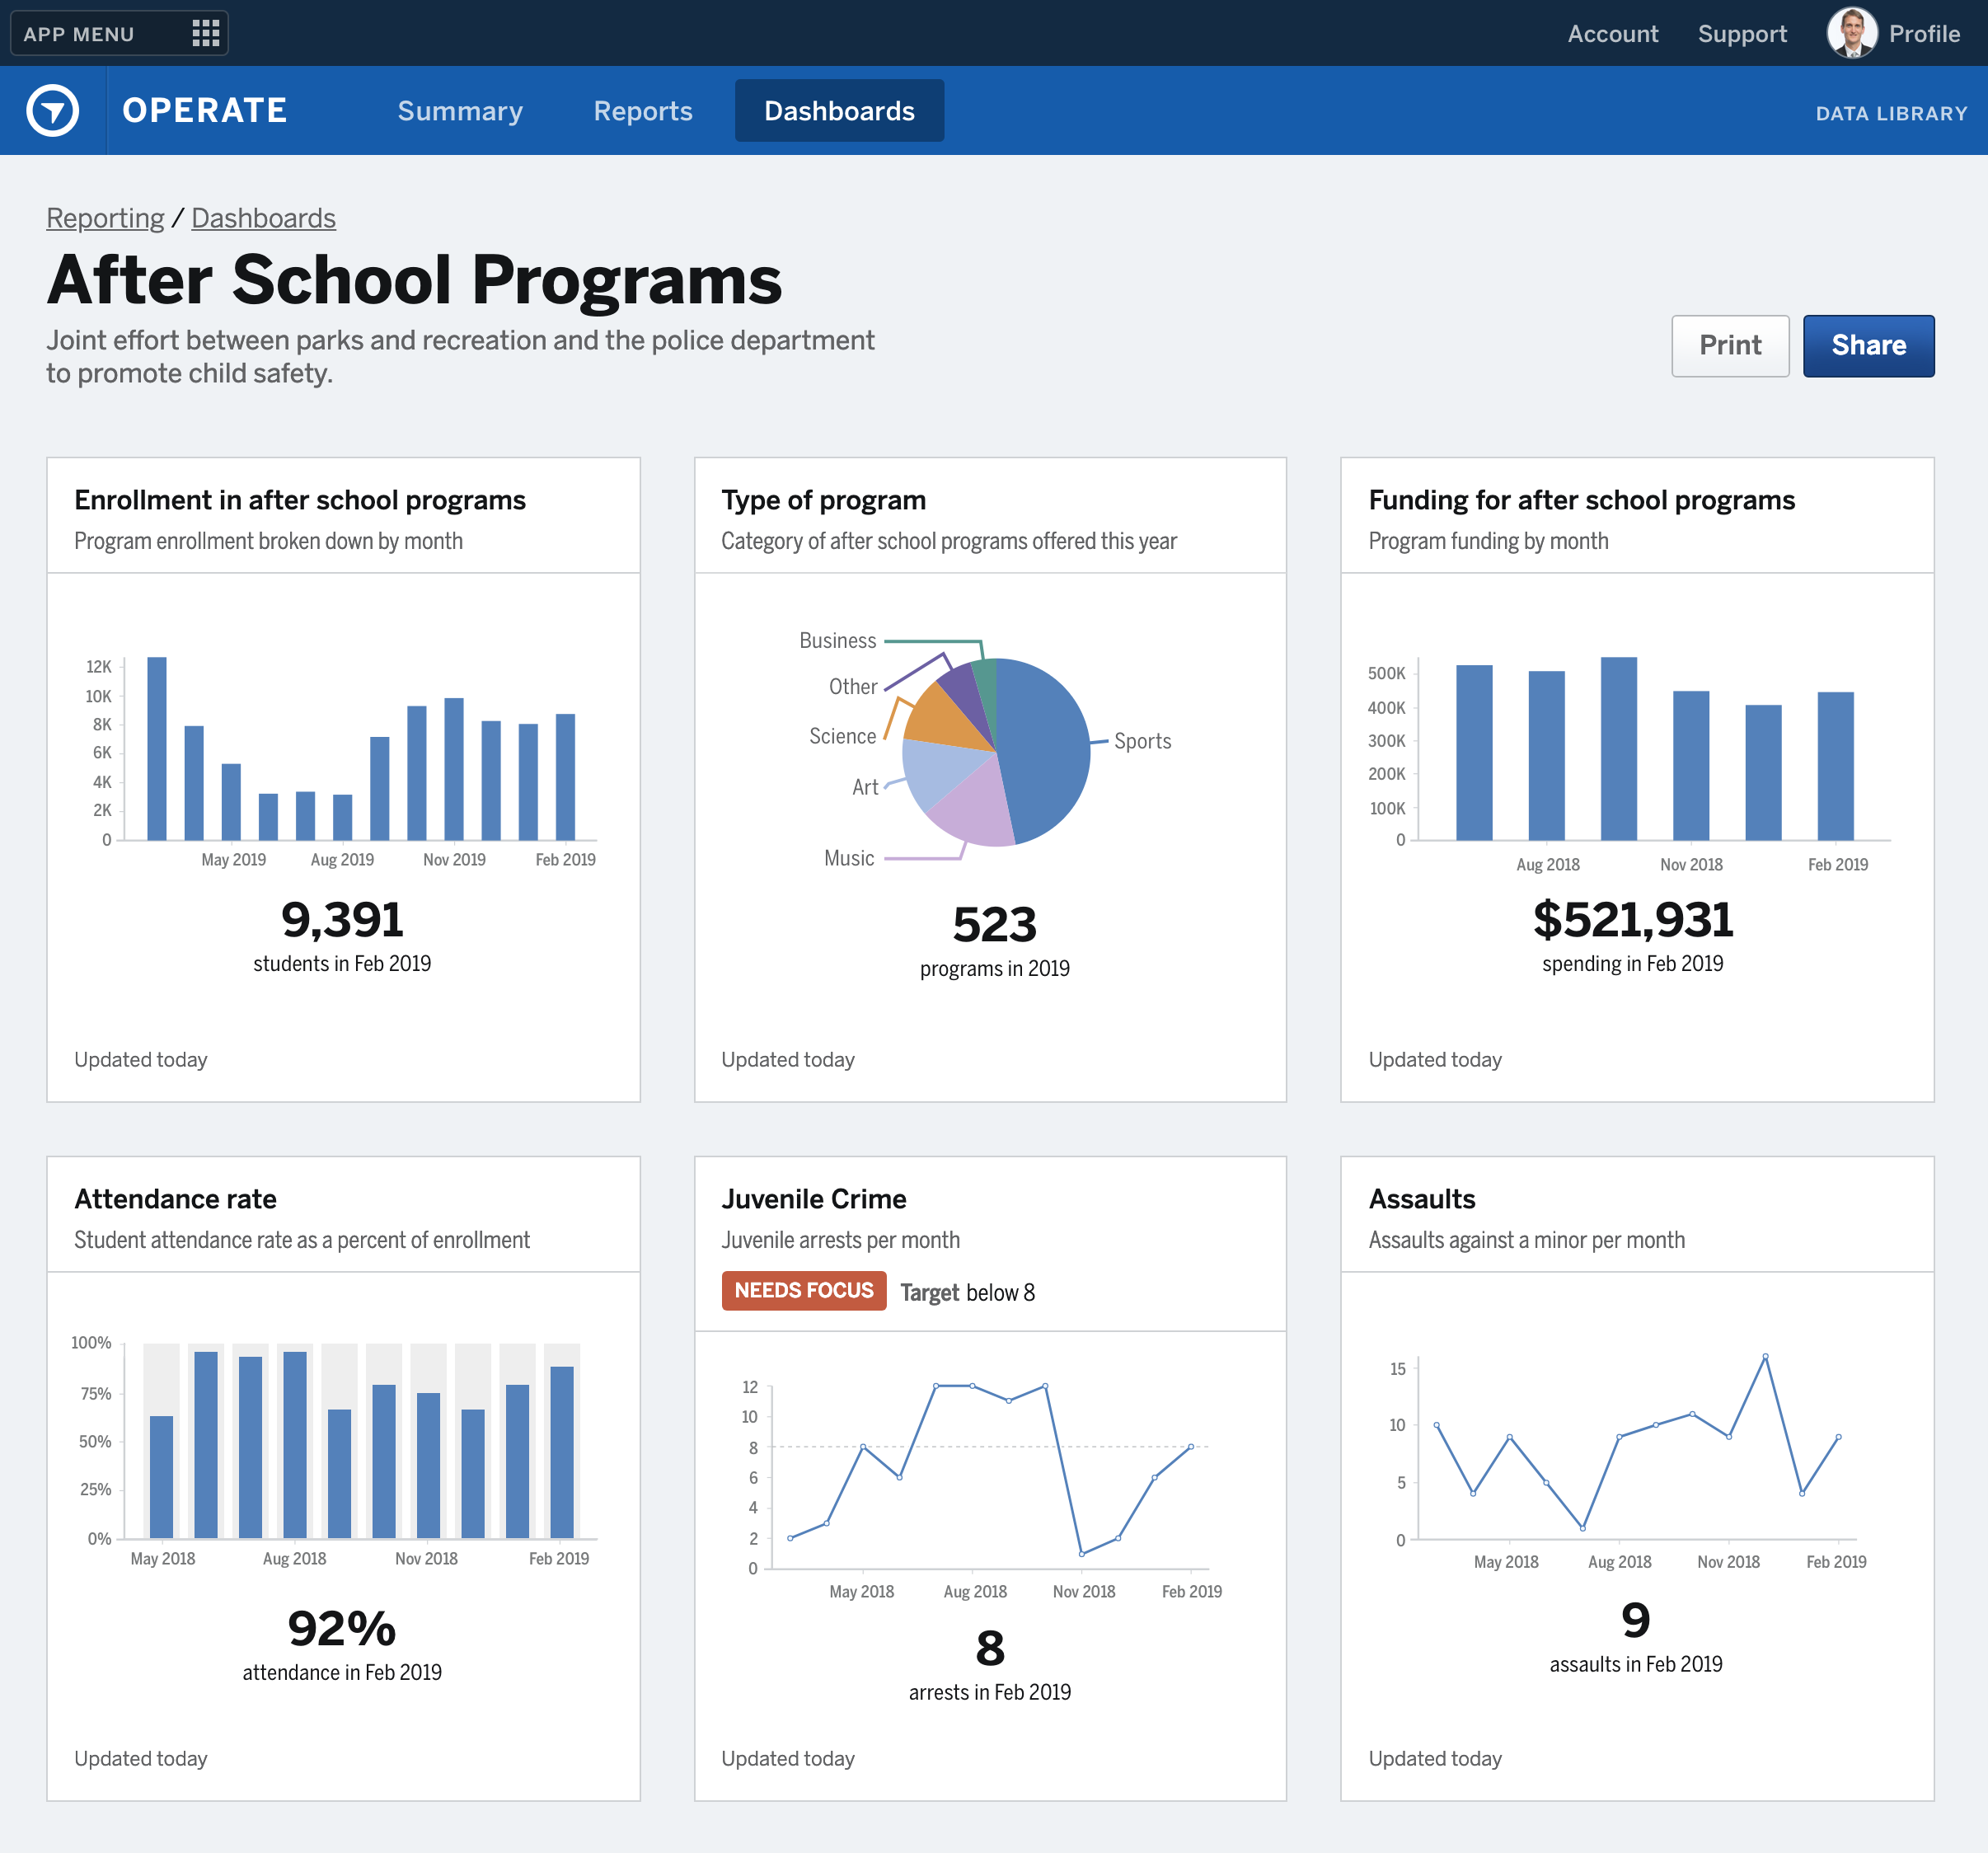 APP MENU
Account
Support
Profile
OPERATE
Summary
Reports
Dashboards
DATA LIBRARY
Reporting / Dashboards
After School Programs
Joint effort between parks and recreation and the police department
to promote child safety.
Print
Share
Enrollment in after school programs
Program enrollment broken down by month
12K
10K
8K
6K
4K
2K
0
May 2019
Aug 2019
Nov 2019
Feb 2019
9,391
students in Feb 2019
Updated today
Type of program
Category of after school programs offered this year
Business
Other
Science
Art
Music
Sports
523
programs in 2019
Updated today
Funding for after school programs
Program funding by month
500K
400K
300K
200K
100K
0
Aug 2018
Nov 2018
Feb 2019
$521,931
spending in Feb 2019
Updated today
Attendance rate
Student attendance rate as a percent of enrollment
100%
75%
50%
25%
0%
May 2018
Aug 2018
Nov 2018
Feb 2019
92%
attendance in Feb 2019
Updated today
Juvenile Crime
Juvenile arrests per month
NEEDS FOCUS Target below 8
12
10
8
6
4
2
0
May 2018
Aug 2018
Nov 2018
Feb 2019
8
arrests in Feb 2019
Updated today
Assaults
Assaults against a minor per month
15
10
5
0
May 2018
Aug 2018
Nov 2018
Feb 2019
9
assaults in Feb 2019
Updated today